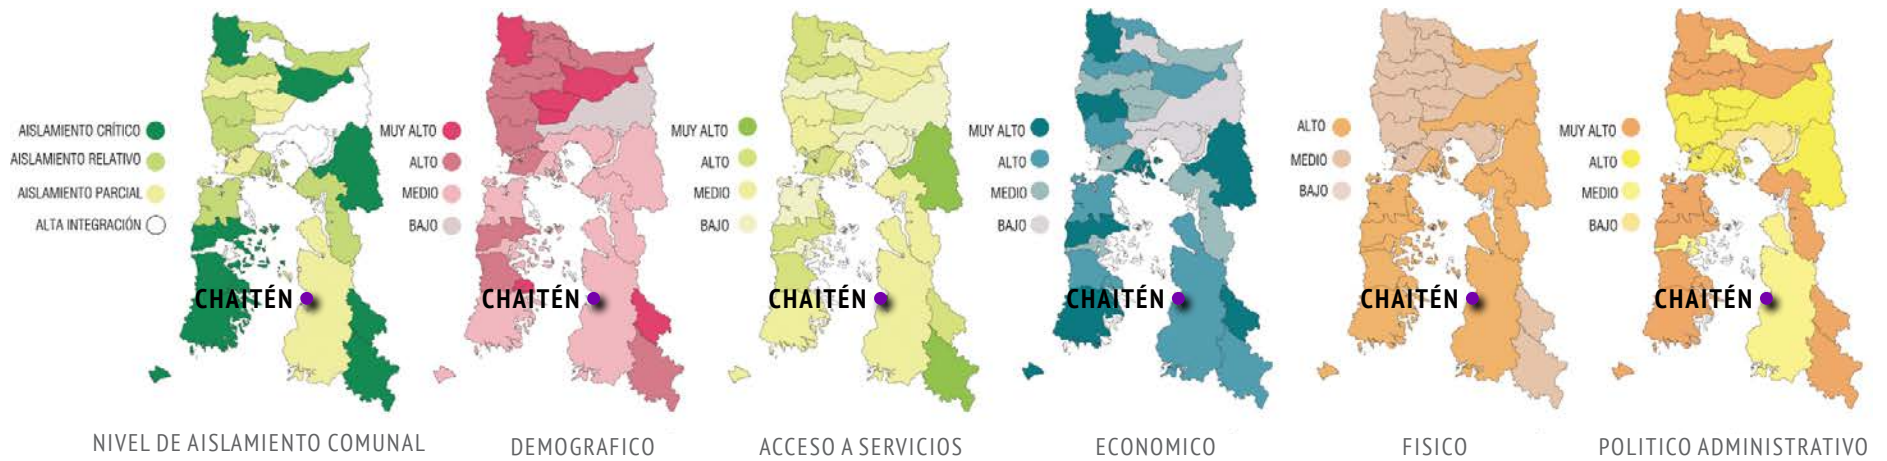 AISLAMIENTO CRÍTICO
AISLAMIENTO RELATIVO
AISLAMIENTO PARCIAL
ALTA INTEGRACIÓN
CHAITÉN
NIVEL DE AISLAMIENTO COMUNAL
MUY ALTO
ALTO
MEDIO
BAJO
CHAITÉN
DEMOGRAFICO
MUY ALTO
ALTO
MEDIO
BAJO
CHAITÉN
ACCESO A SERVICIOS
MUY ALTO
ALTO
MEDIO
BAJO
CHAITÉN
ECONOMICO
ALTO
MEDIO
BAJO
CHAITÉN
FISICO
MUY ALTO
ALTO
MEDIO
BAJO
CHAITÉN
POLITICO ADMINISTRATIVO